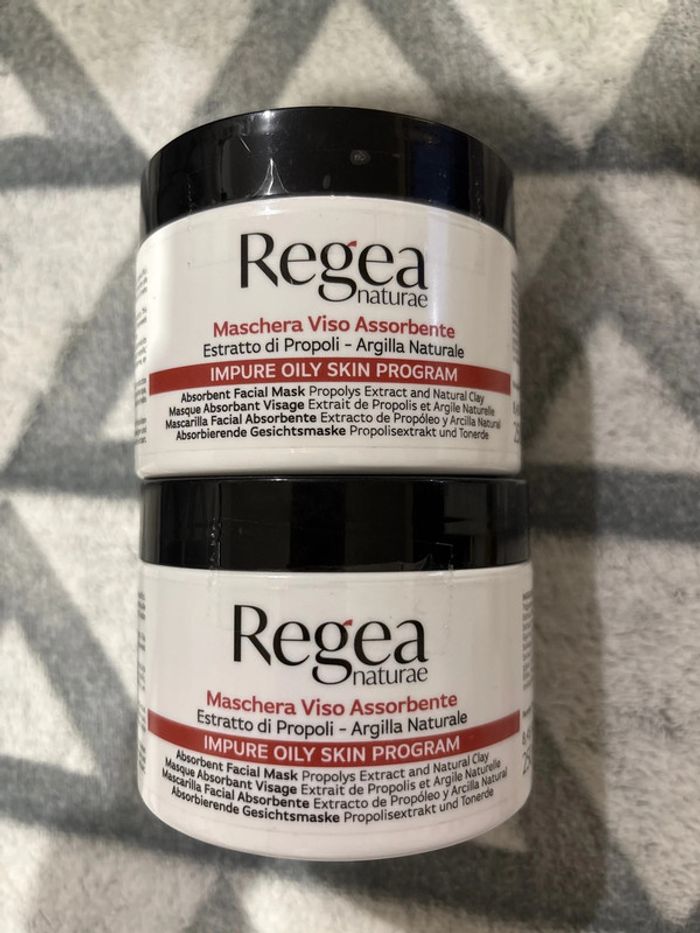 Regea
naturae
Maschera Viso Assorbente
Estratto di Propoli - Argilla Naturale
IMPURE OILY SKIN PROGRAM
Absorbent Facial Mask Propolys Extract and Natural Clay
Masque Absorbant Visage Extrait de Propolis et Argile Naturelle
Mascarilla Facial Absorbente Extracto de Propóleo y Arcilla Natural
Absorbierende Gesichtsmaske Propolisextrakt und Tonerde
Regea
naturae
Maschera Viso Assorbente
Estratto di Propoli - Argilla Naturale
IMPURE OILY SKIN PROGRAM
Absorbent Facial Mask Propolys Extract and Natural Clay
Masque Absorbant Visage Extrait de Propolis et Argile Naturelle
Mascarilla Facial Absorbente Extracto de Propóleo y Arcilla Natural
Absorbierende Gesichtsmaske Propolisextrakt und Tonerde